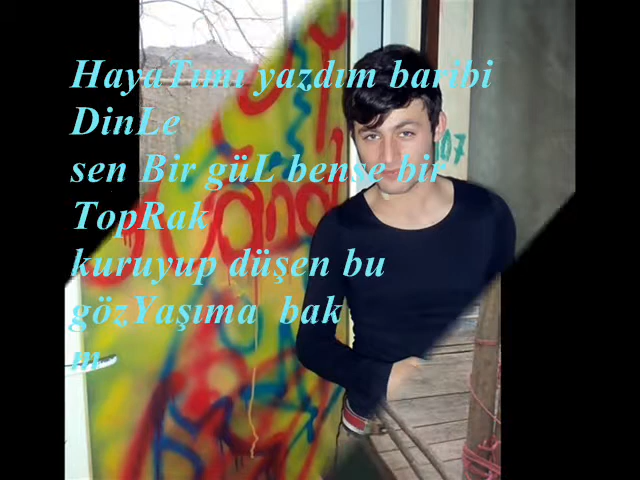 HayaTımı yazdım baribi
DinLe
sen Bir güL bense bir
TopRak
kuruyup düşen bu
gözYaşıma bak
m